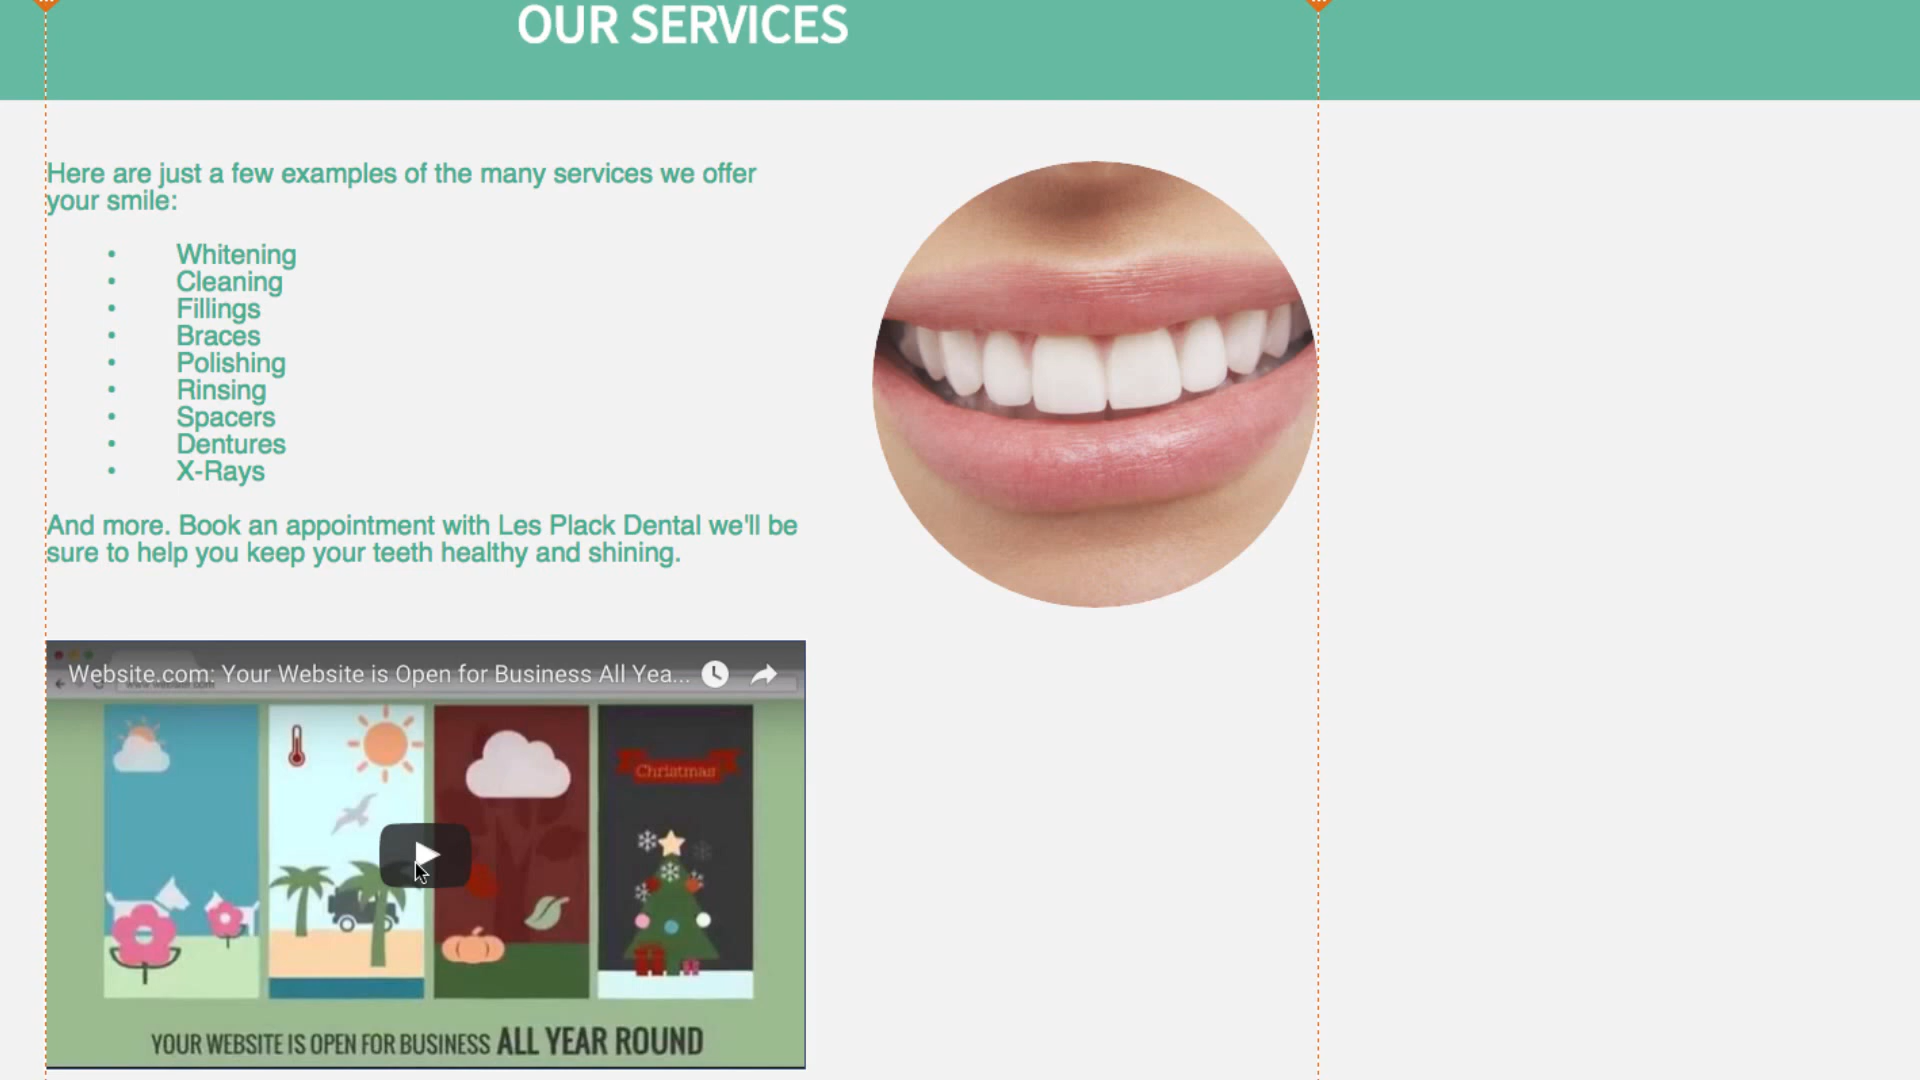 OUR SERVICES
Here are just a few examples of the many services we offer
your smile:
• Whitening
• Cleaning
• Fillings
• Braces
• Polishing
• Rinsing
• Spacers
• Dentures
• X-Rays
And more. Book an appointment with Les Plack Dental we'll be
sure to help you keep your teeth healthy and shining.
Website.com: Your Website is Open for Business All Yea...
Christmas
YOUR WEBSITE IS OPEN FOR BUSINESS ALL YEAR ROUND